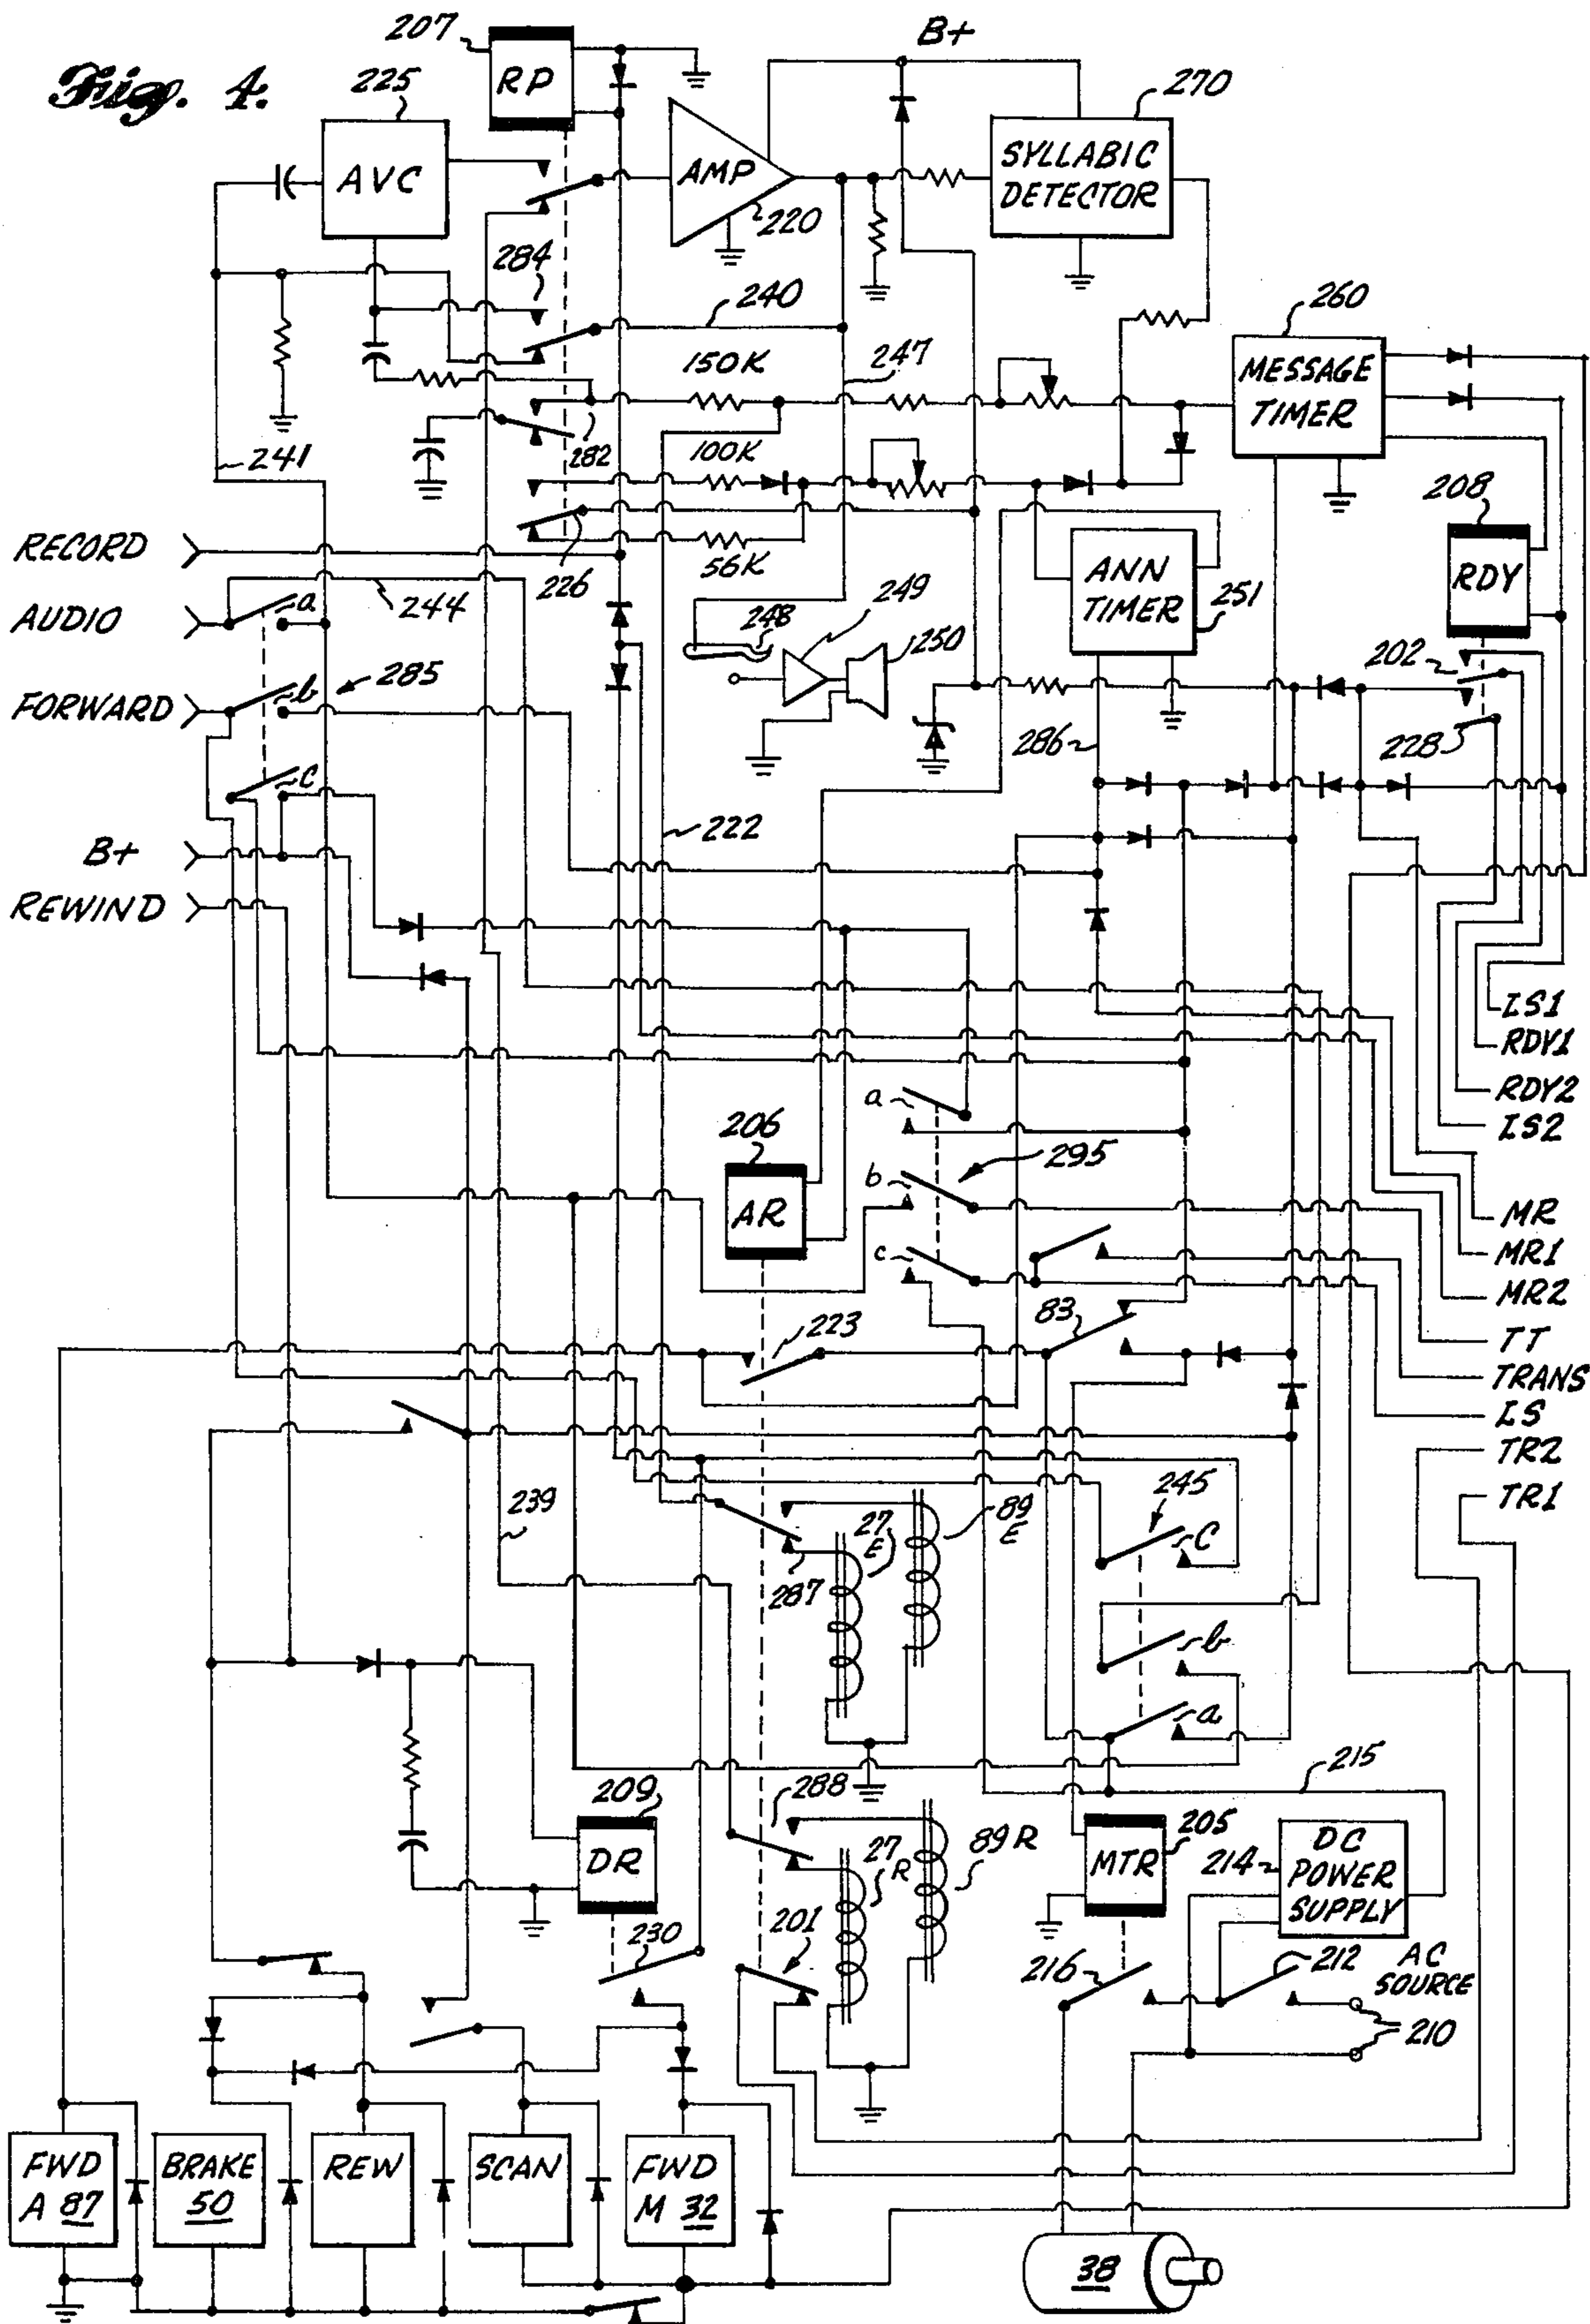 Fig. 4.
207
RP
B+
225
AVC
AMP
220
270
SYLLABIC
DETECTOR
284
240
260
MESSAGE
TIMER
247
150K
241
282
100K
208
RDY
RECORD
56K
226
ANN
TIMER
251
AUDIO
a
244
248
249
250
202
FORWARD
b
285
286
228
c
222
B+
REWIND
IS1
RDY1
RDY2
IS2
a
206
AR
b
295
MR
MR1
c
MR2
83
TT
223
TRANS
IS
TR2
239
245
TR1
27
E
89
E
C
287
b
a
215
209
DR
288
27
R
89 R
MTR
205
214
DC
POWER
SUPPLY
201
230
216
212
AC
SOURCE
210
FWD
A 87
BRAKE
50
REW
SCAN
FWD
M 32
38